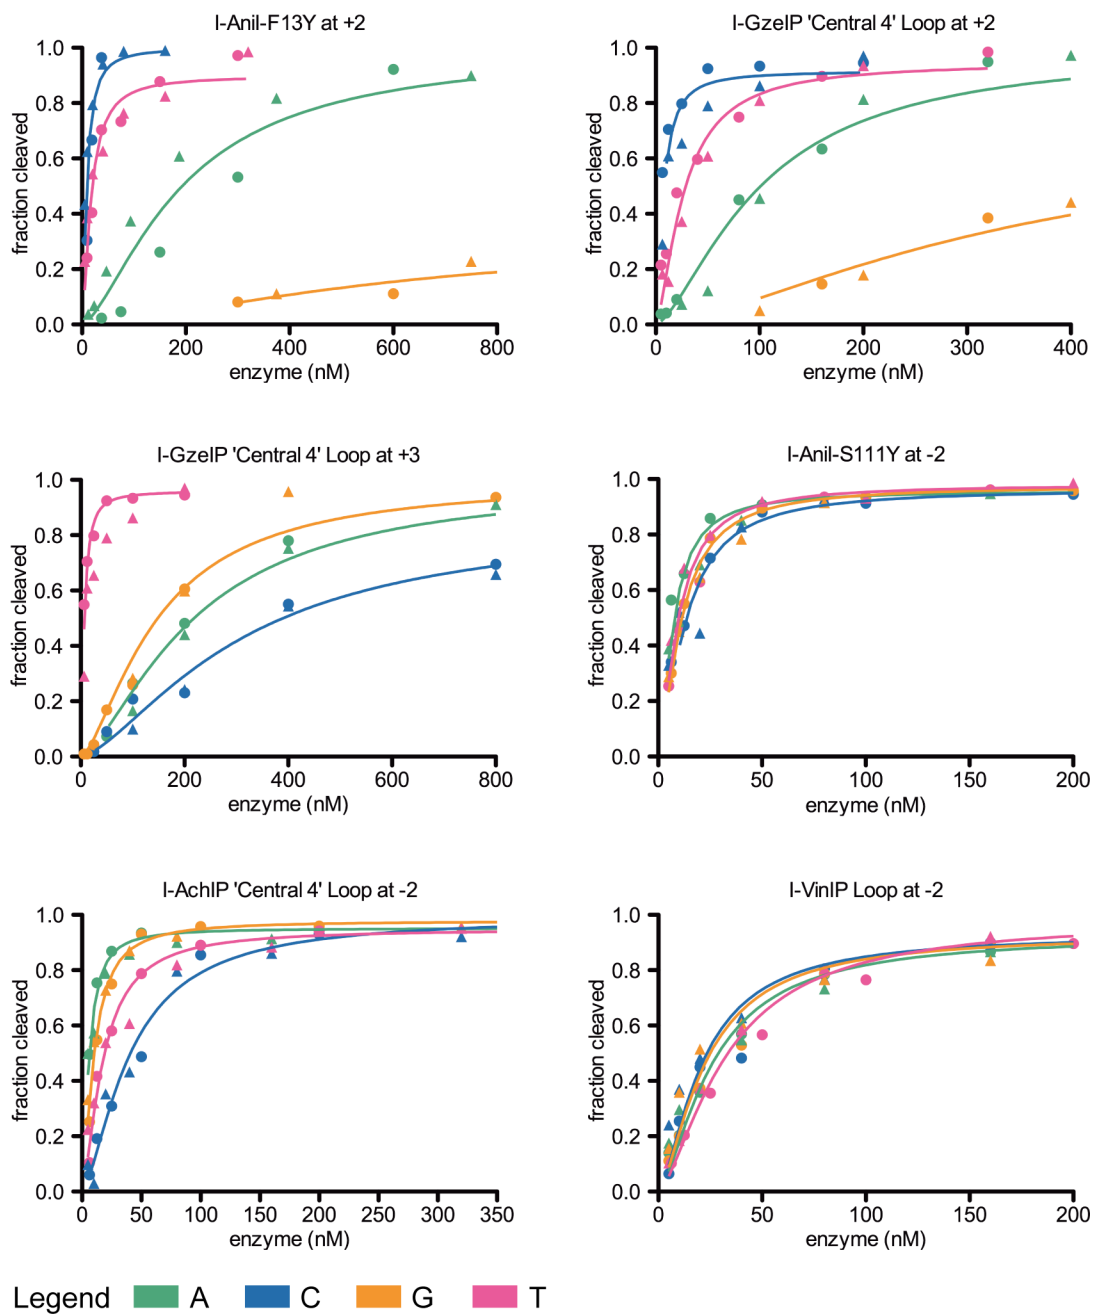 I-AniI-F13Y at +2
1.0
0.8
0.6
0.4
0.2
0.0
fraction cleaved
0 200 400 600 800
enzyme (nM)
I-GzeIP 'Central 4' Loop at +2
1.0
0.8
0.6
0.4
0.2
0.0
fraction cleaved
0 100 200 300 400
enzyme (nM)
I-GzeIP 'Central 4' Loop at +3
1.0
0.8
0.6
0.4
0.2
0.0
fraction cleaved
0 200 400 600 800
enzyme (nM)
I-AniI-S111Y at -2
1.0
0.8
0.6
0.4
0.2
0.0
fraction cleaved
0 50 100 150 200
enzyme (nM)
I-AchIP 'Central 4' Loop at -2
1.0
0.8
0.6
0.4
0.2
0.0
fraction cleaved
0 50 100 150 200 250 300 350
enzyme (nM)
I-VinIP Loop at -2
1.0
0.8
0.6
0.4
0.2
0.0
fraction cleaved
0 50 100 150 200
enzyme (nM)
Legend A C G T